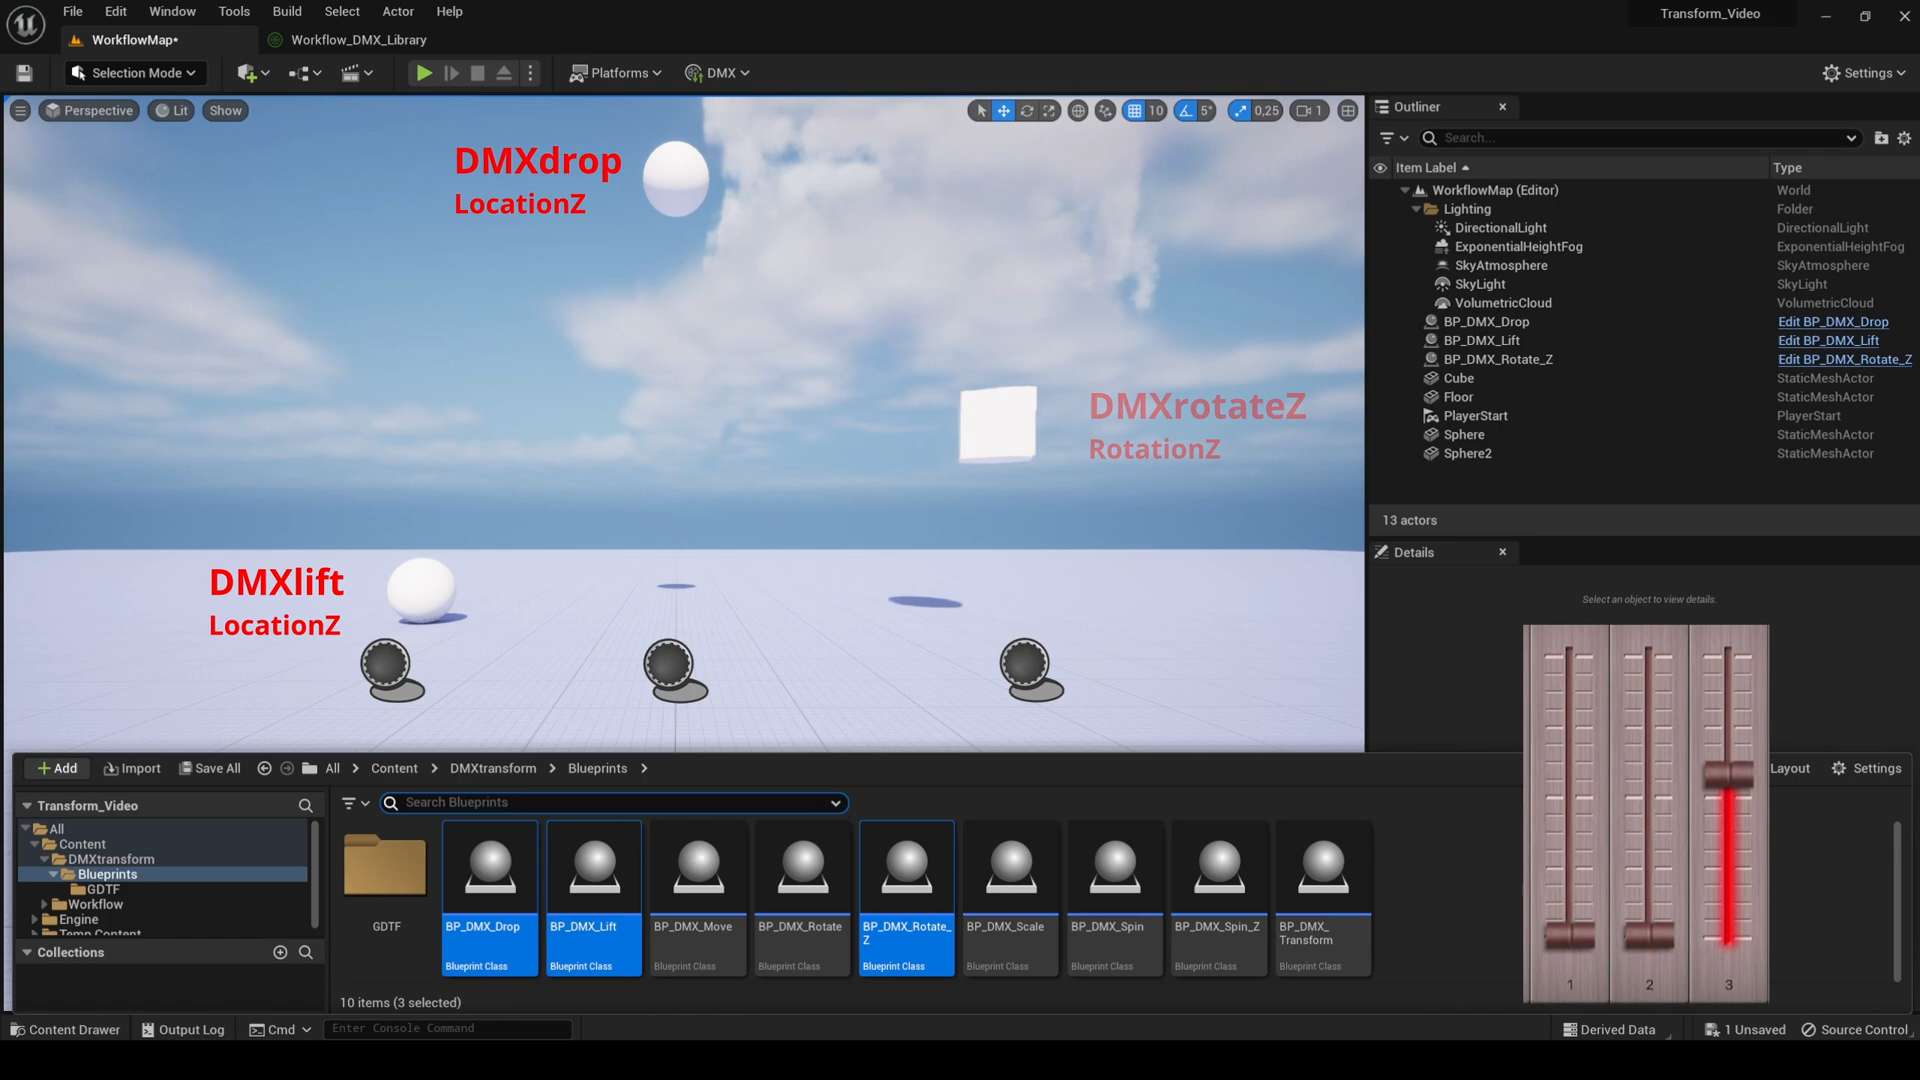 File Edit Window Tools Build Select Actor Help
Transform_Video
WorkflowMap•
Workflow_DMX_Library
Selection Mode
Platforms
DMX
Settings
Perspective
Lit
Show
10
5°
0,25
1
DMXdrop
LocationZ
DMXrotateZ
RotationZ
DMXlift
LocationZ
Outliner
Search...
Item Label Type
WorkflowMap (Editor) World
Lighting Folder
DirectionalLight DirectionalLight
ExponentialHeightFog ExponentialHeightFog
SkyAtmosphere SkyAtmosphere
SkyLight SkyLight
VolumetricCloud VolumetricCloud
BP_DMX_Drop Edit BP_DMX_Drop
BP_DMX_Lift Edit BP_DMX_Lift
BP_DMX_Rotate_Z Edit BP_DMX_Rotate_Z
Cube StaticMeshActor
Floor StaticMeshActor
PlayerStart PlayerStart
Sphere StaticMeshActor
Sphere2 StaticMeshActor
13 actors
Details
Select an object to view details.
1 2 3
Add Import Save All All Content DMXtransform Blueprints
Layout Settings
Transform_Video
All
Content
DMXtransform
Blueprints
GDTF
Workflow
Engine
Collections
Search Blueprints
GDTF
BP_DMX_Drop
Blueprint Class
BP_DMX_Lift
Blueprint Class
BP_DMX_Move
Blueprint Class
BP_DMX_Rotate
Blueprint Class
BP_DMX_Rotate_
Z
Blueprint Class
BP_DMX_Scale
Blueprint Class
BP_DMX_Spin
Blueprint Class
BP_DMX_Spin_Z
Blueprint Class
BP_DMX_
Transform
Blueprint Class
10 items (3 selected)
Content Drawer Output Log Cmd Enter Console Command
Derived Data 1 Unsaved Source Control